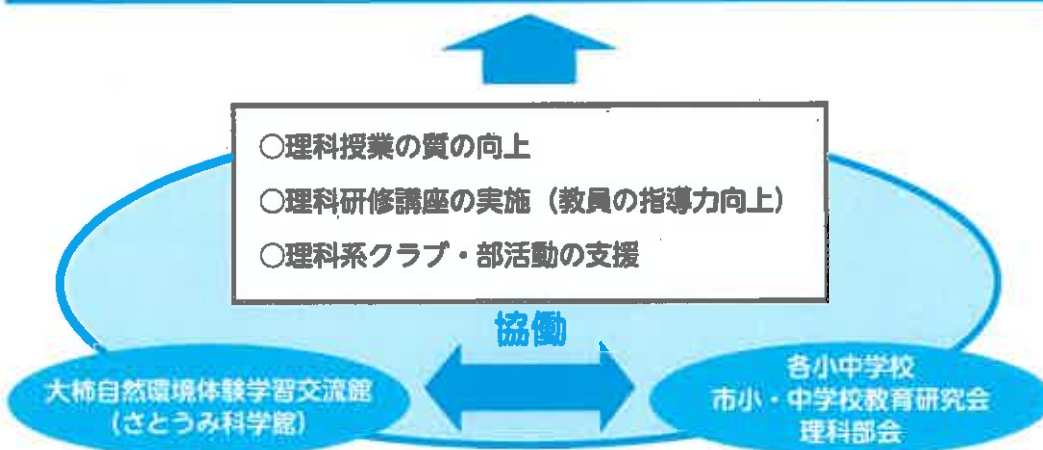 ○理科授業の質の向上
○理科研修講座の実施（教員の指導力向上）
○理科系クラブ・部活動の支援
協働
大柿自然環境体験学習交流館
（さとうみ科学館）
各小中学校
市小・中学校教育研究会
理科部会